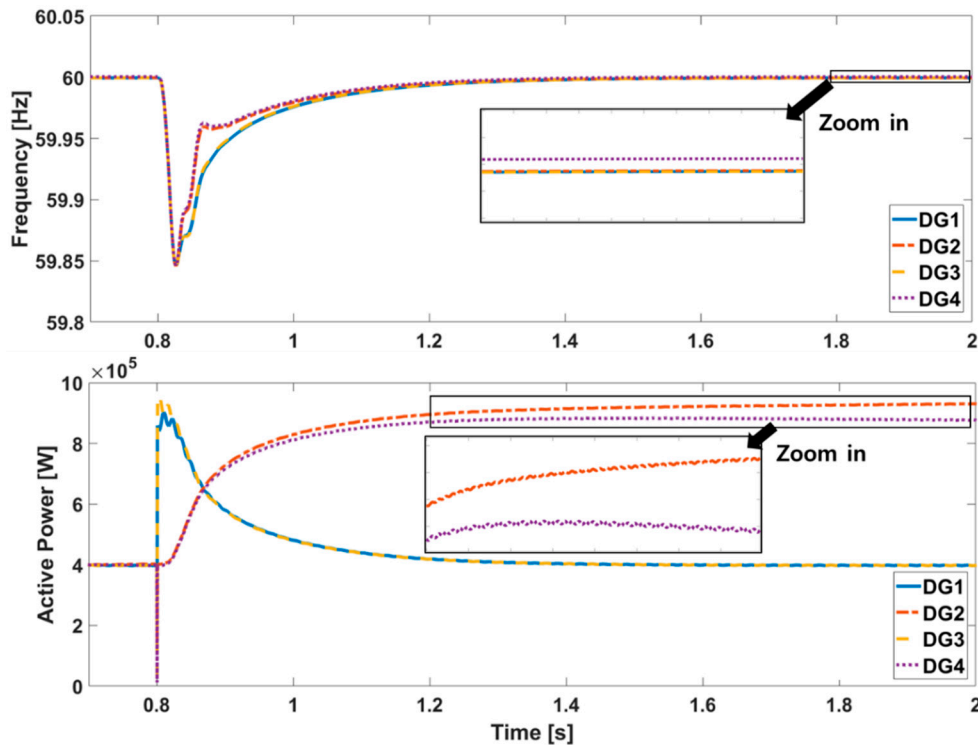 60.05
60
59.95
59.9
59.85
59.8
Frequency [Hz]
Zoom in
DG1
DG2
DG3
DG4
0.8
1
1.2
1.4
1.6
1.8
2
×10⁵
10
8
6
4
2
0
Active Power [W]
Zoom in
DG1
DG2
DG3
DG4
0.8
1
1.2
1.4
1.6
1.8
2
Time [s]